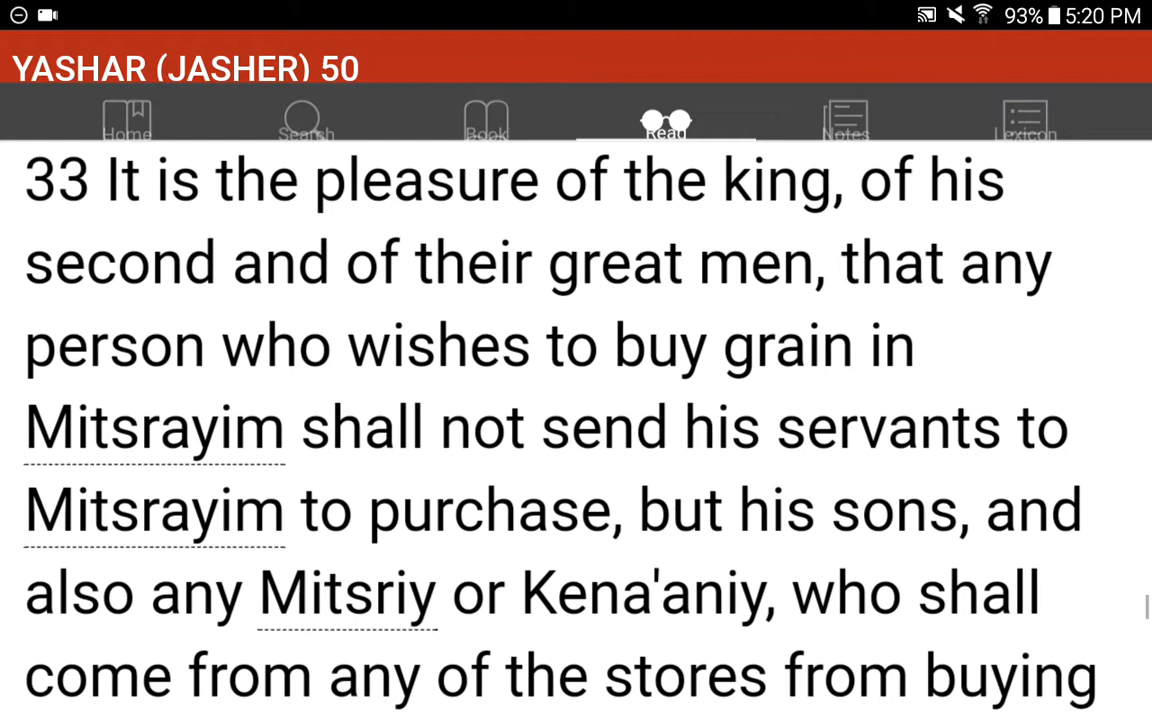 93% 5:20 PM
YASHAR (JASHER) 50
Home Search Book Read Notes Lexicon
33 It is the pleasure of the king, of his
second and of their great men, that any
person who wishes to buy grain in
Mitsrayim shall not send his servants to
Mitsrayim to purchase, but his sons, and
also any Mitsriy or Kena'aniy, who shall
come from any of the stores from buying